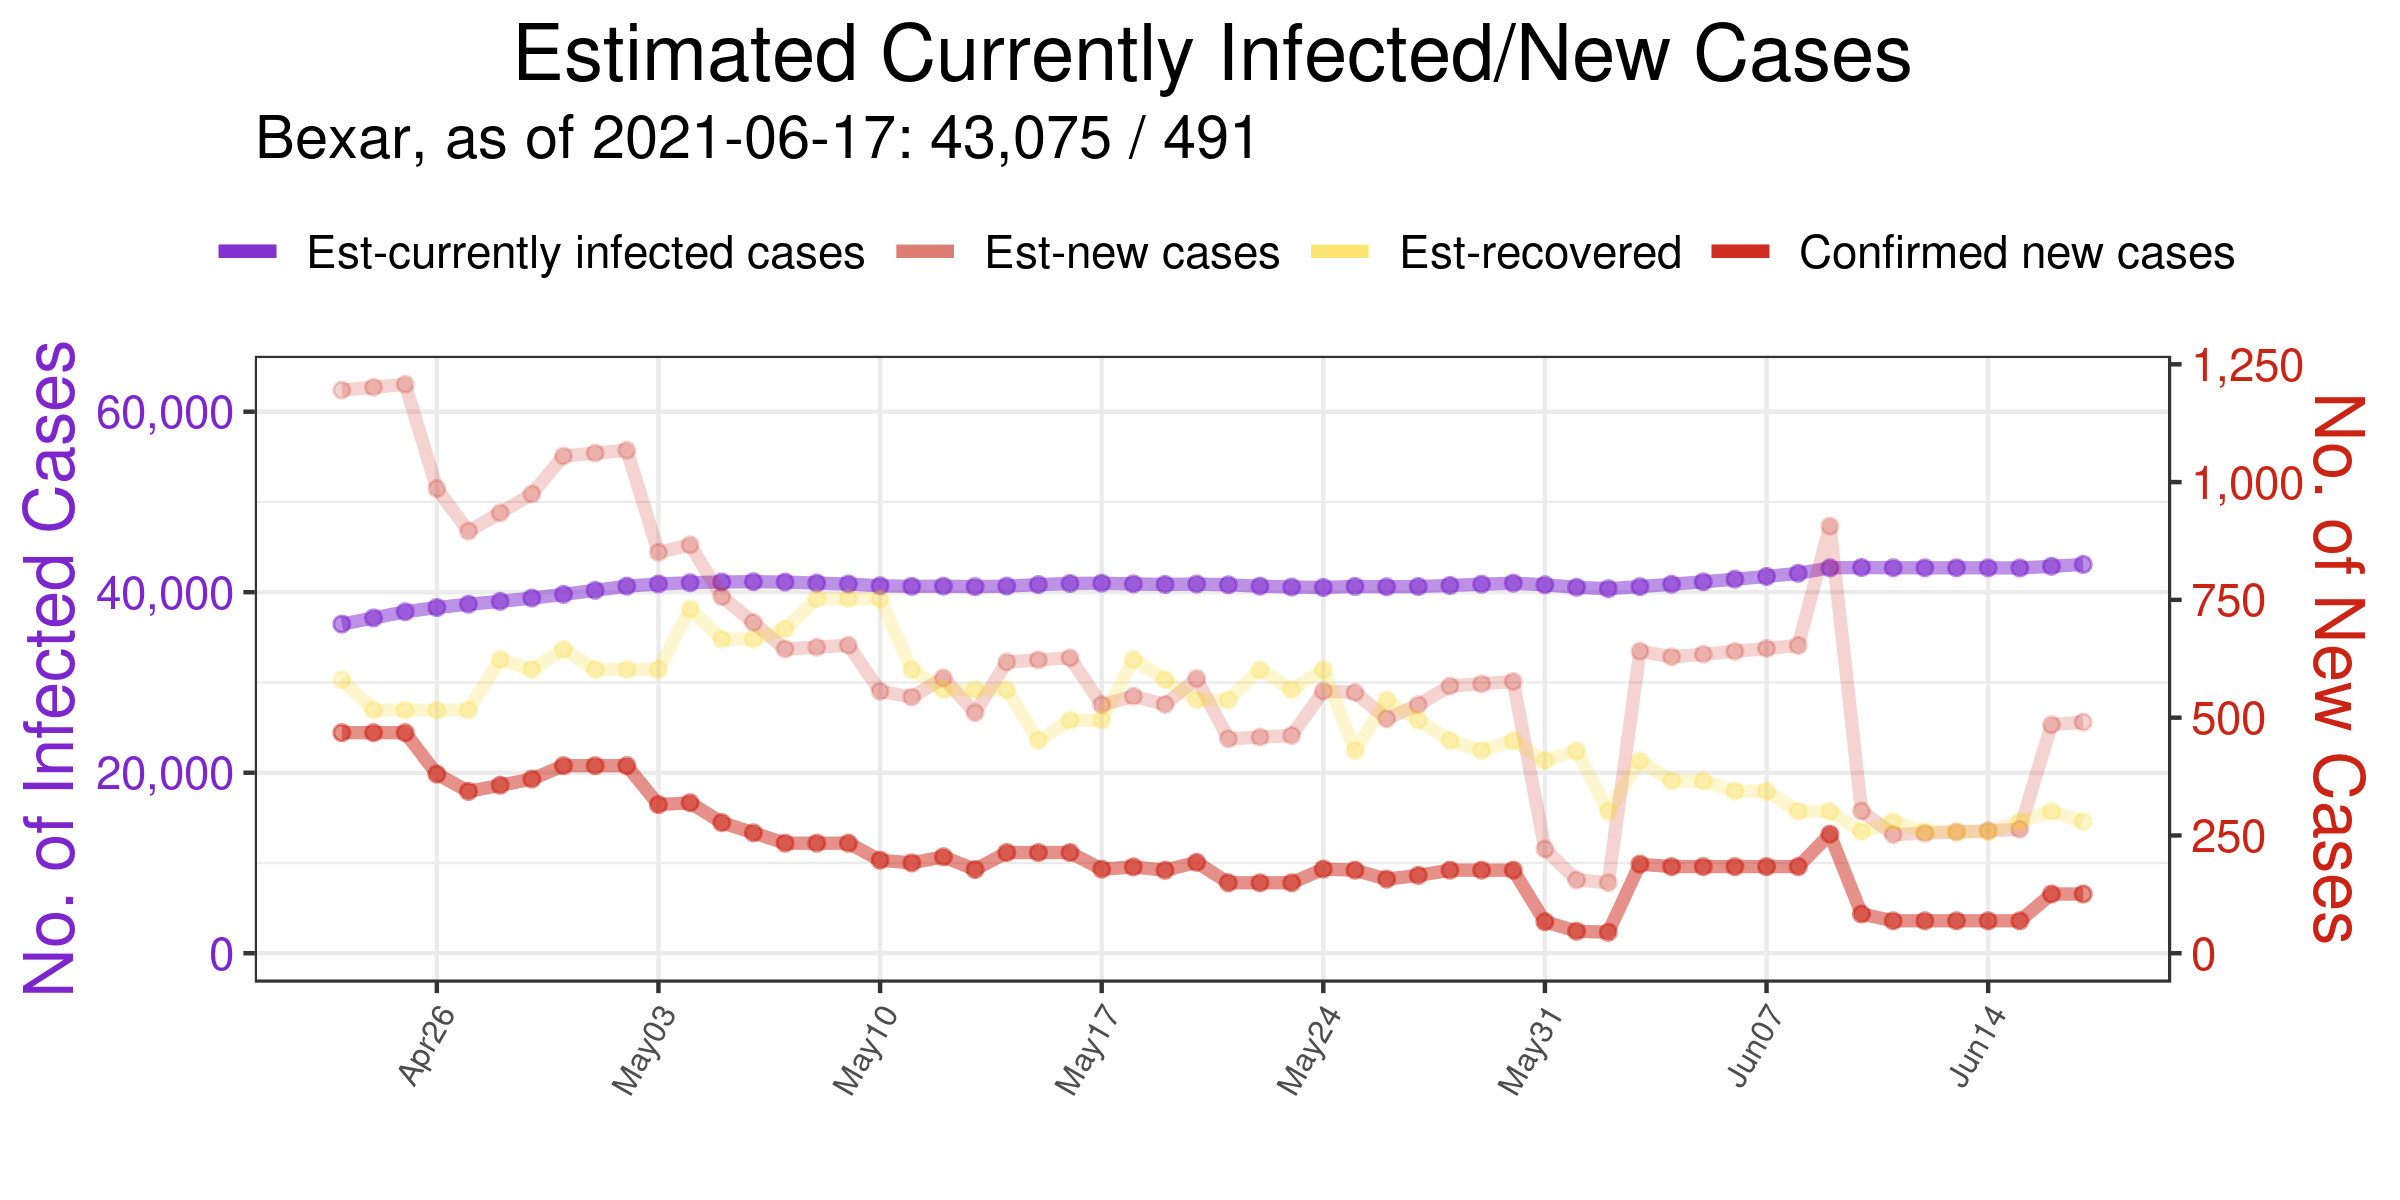 Estimated Currently Infected/New Cases
Bexar, as of 2021-06-17: 43,075 / 491
Est-currently infected cases Est-new cases Est-recovered Confirmed new cases
No. of Infected Cases
60,000
40,000
20,000
0
1,250
1,000
750
500
250
0
No. of New Cases
Apr26 May03 May10 May17 May24 May31 Jun07 Jun14